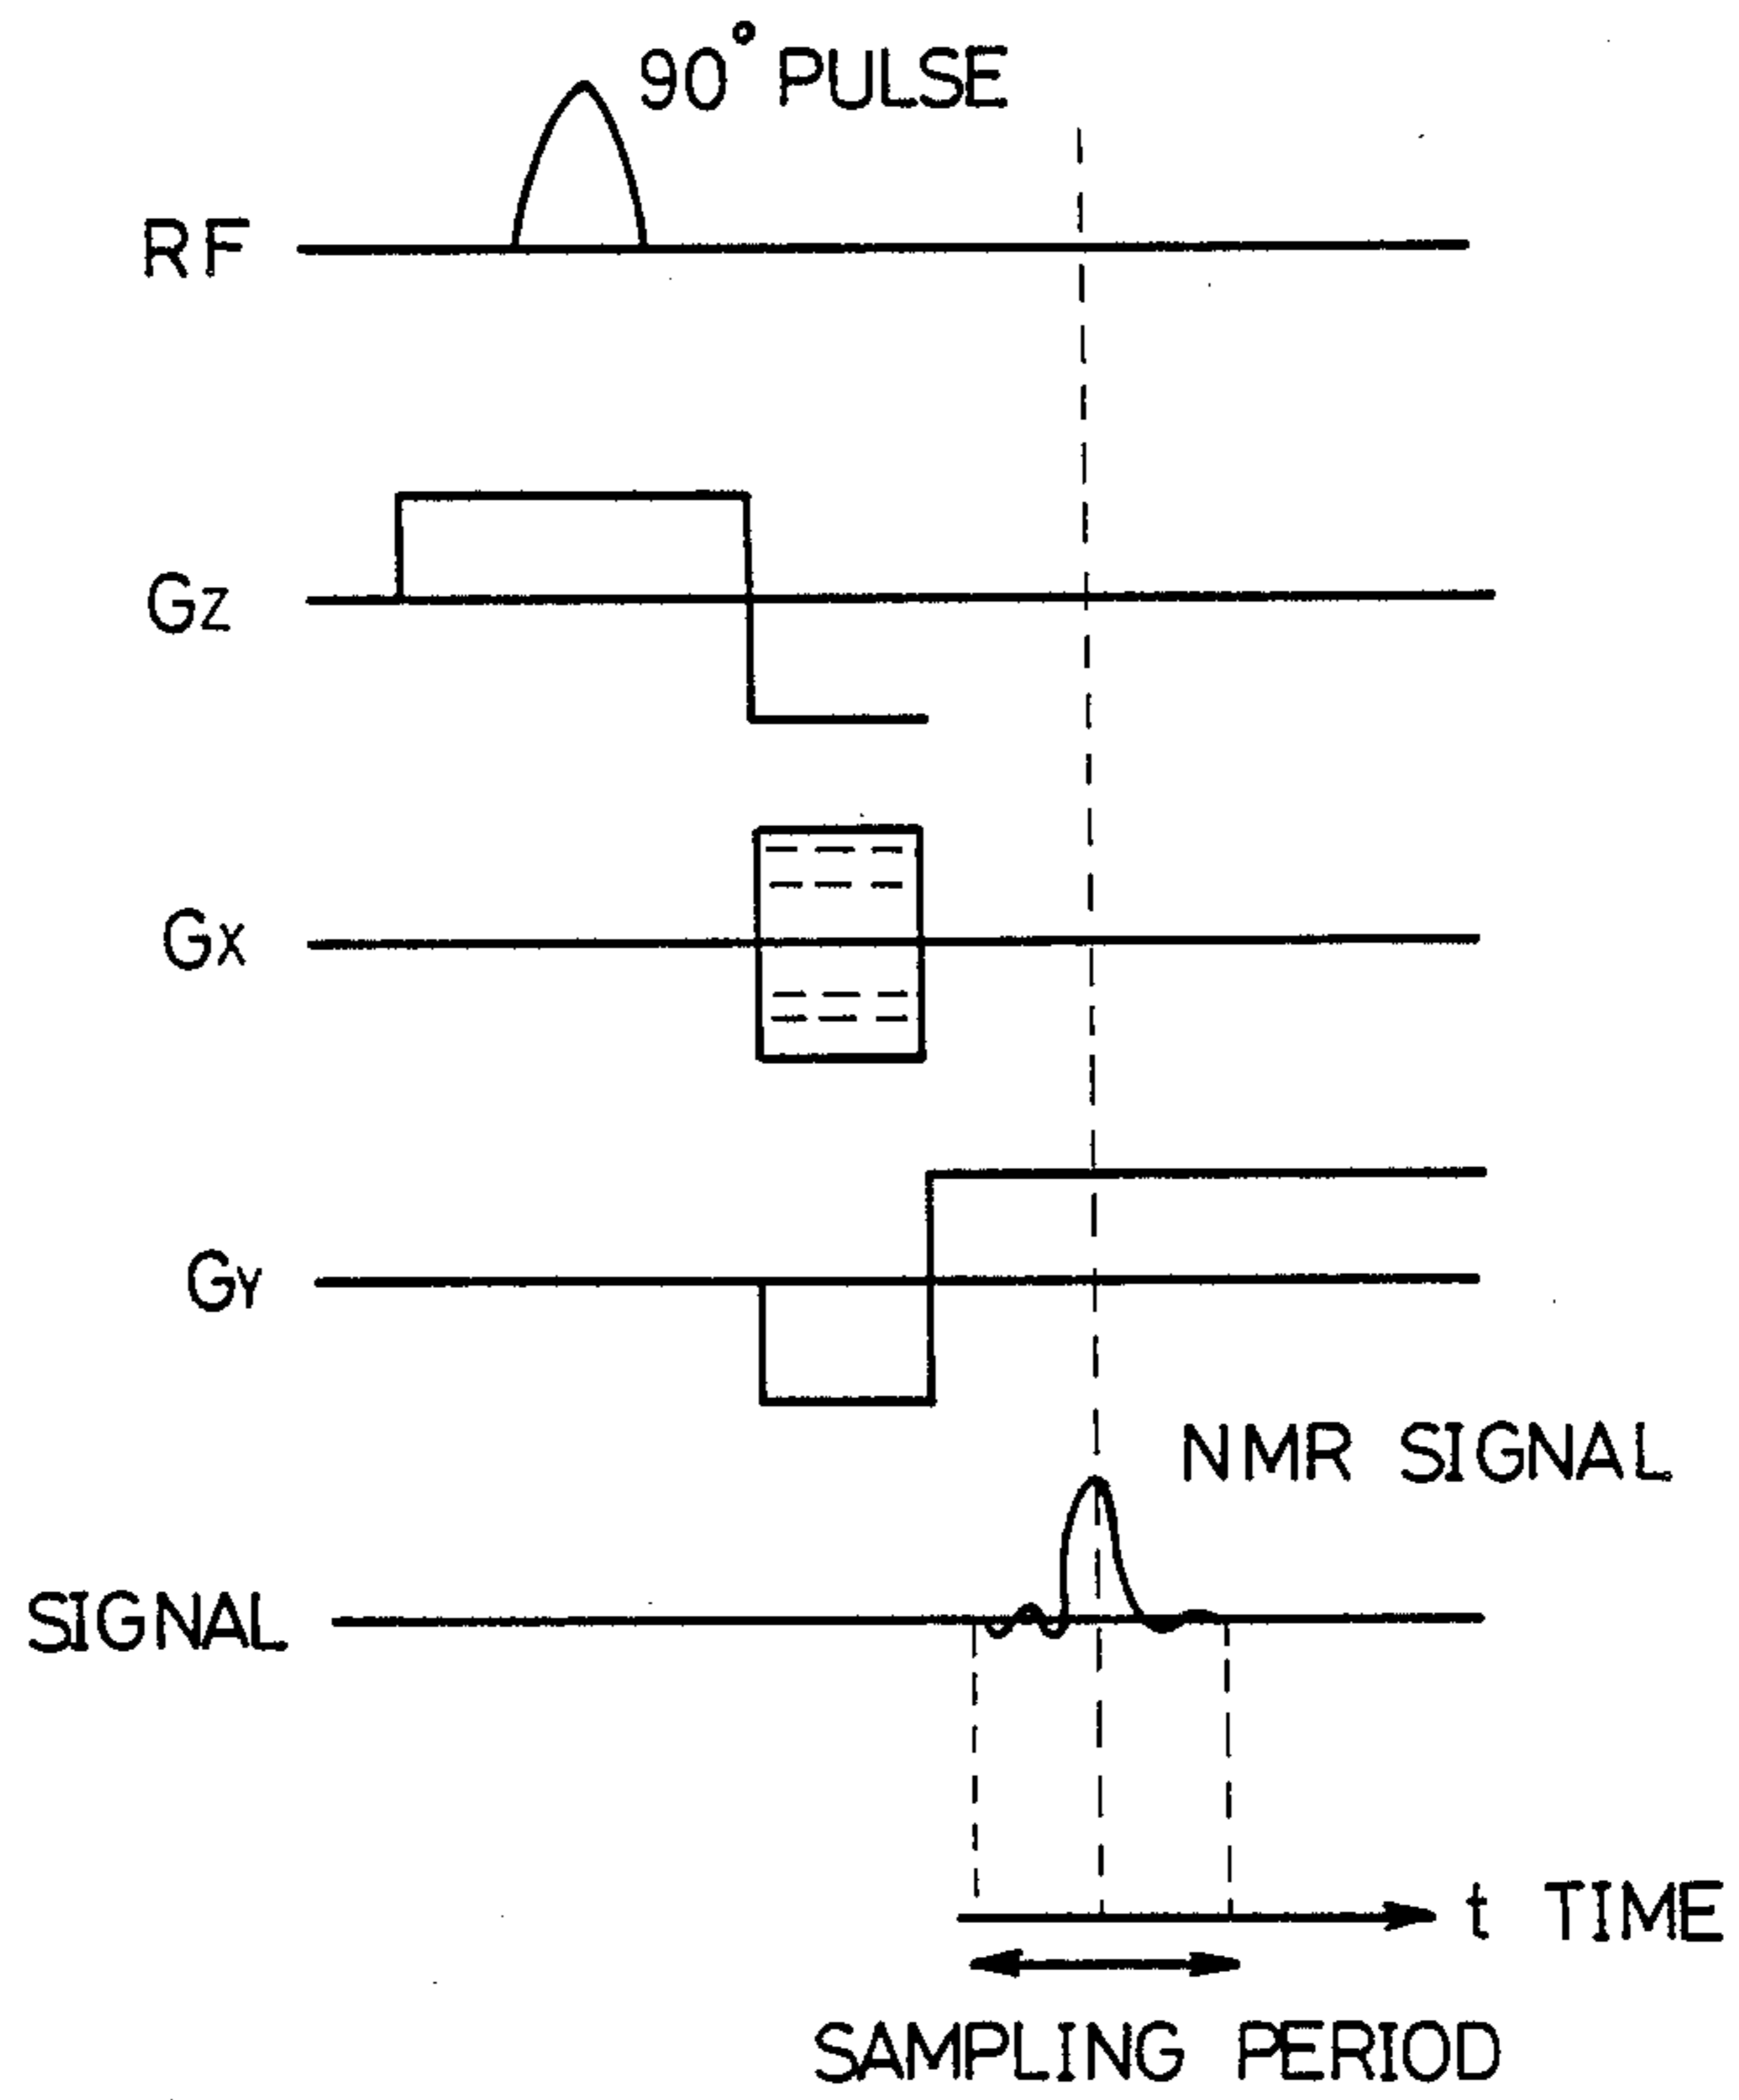 90° PULSE
RF
Gz
Gx
Gy
NMR SIGNAL
SIGNAL
t TIME
SAMPLING PERIOD